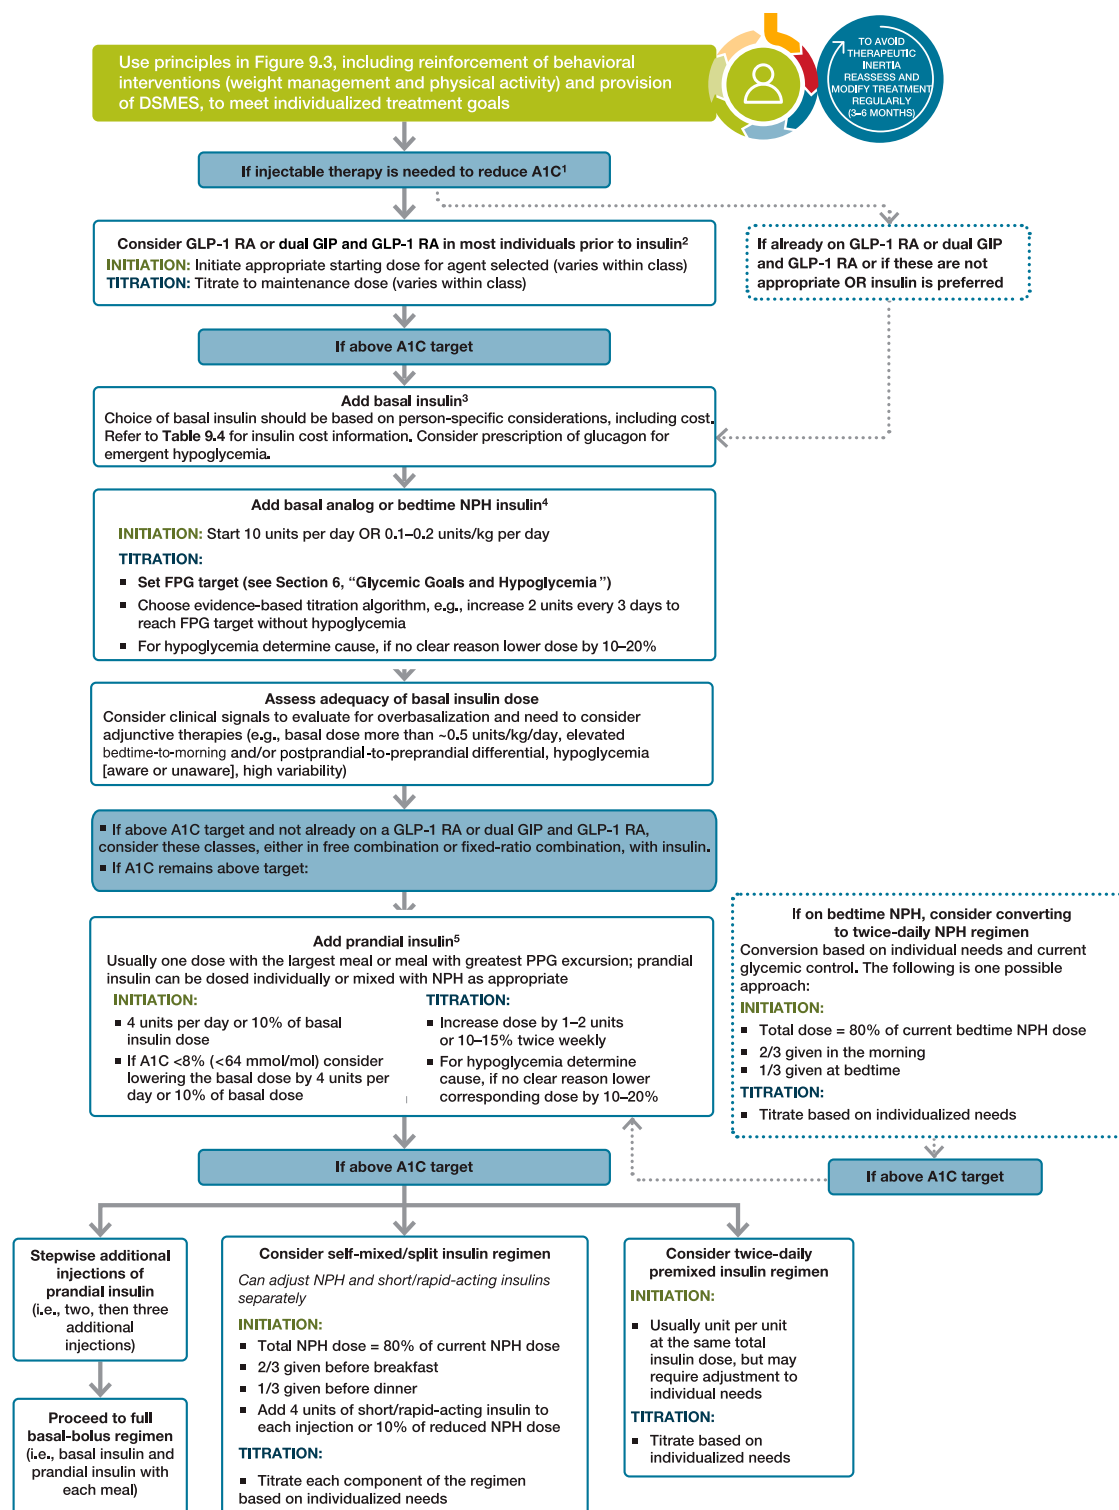 Use principles in Figure 9.3, including reinforcement of behavioral
interventions (weight management and physical activity) and provision
of DSMES, to meet individualized treatment goals
TO AVOID
THERAPEUTIC
INERTIA
REASSESS AND
MODIFY TREATMENT
REGULARLY
(3–6 MONTHS)
If injectable therapy is needed to reduce A1C¹
Consider GLP-1 RA or dual GIP and GLP-1 RA in most individuals prior to insulin²
INITIATION: Initiate appropriate starting dose for agent selected (varies within class)
TITRATION: Titrate to maintenance dose (varies within class)
If already on GLP-1 RA or dual GIP
and GLP-1 RA or if these are not
appropriate OR insulin is preferred
If above A1C target
Add basal insulin³
Choice of basal insulin should be based on person-specific considerations, including cost.
Refer to Table 9.4 for insulin cost information. Consider prescription of glucagon for
emergent hypoglycemia.
Add basal analog or bedtime NPH insulin⁴
INITIATION: Start 10 units per day OR 0.1–0.2 units/kg per day
TITRATION:
▪ Set FPG target (see Section 6, “Glycemic Goals and Hypoglycemia”)
▪ Choose evidence-based titration algorithm, e.g., increase 2 units every 3 days to
reach FPG target without hypoglycemia
▪ For hypoglycemia determine cause, if no clear reason lower dose by 10–20%
Assess adequacy of basal insulin dose
Consider clinical signals to evaluate for overbasalization and need to consider
adjunctive therapies (e.g., basal dose more than ~0.5 units/kg/day, elevated
bedtime-to-morning and/or postprandial-to-preprandial differential, hypoglycemia
[aware or unaware], high variability)
▪ If above A1C target and not already on a GLP-1 RA or dual GIP and GLP-1 RA,
consider these classes, either in free combination or fixed-ratio combination, with insulin.
▪ If A1C remains above target:
Add prandial insulin⁵
Usually one dose with the largest meal or meal with greatest PPG excursion; prandial
insulin can be dosed individually or mixed with NPH as appropriate
INITIATION:
▪ 4 units per day or 10% of basal
insulin dose
▪ If A1C <8% (<64 mmol/mol) consider
lowering the basal dose by 4 units per
day or 10% of basal dose
TITRATION:
▪ Increase dose by 1–2 units
or 10–15% twice weekly
▪ For hypoglycemia determine
cause, if no clear reason lower
corresponding dose by 10–20%
If on bedtime NPH, consider converting
to twice-daily NPH regimen
Conversion based on individual needs and current
glycemic control. The following is one possible
approach:
INITIATION:
▪ Total dose = 80% of current bedtime NPH dose
▪ 2/3 given in the morning
▪ 1/3 given at bedtime
TITRATION:
▪ Titrate based on individualized needs
If above A1C target
If above A1C target
Stepwise additional
injections of
prandial insulin
(i.e., two, then three
additional
injections)
Proceed to full
basal-bolus regimen
(i.e., basal insulin and
prandial insulin with
each meal)
Consider self-mixed/split insulin regimen
Can adjust NPH and short/rapid-acting insulins
separately
INITIATION:
▪ Total NPH dose = 80% of current NPH dose
▪ 2/3 given before breakfast
▪ 1/3 given before dinner
▪ Add 4 units of short/rapid-acting insulin to
each injection or 10% of reduced NPH dose
TITRATION:
▪ Titrate each component of the regimen
based on individualized needs
Consider twice-daily
premixed insulin regimen
INITIATION:
▪ Usually unit per unit
at the same total
insulin dose, but may
require adjustment to
individual needs
TITRATION:
▪ Titrate based on
individualized needs